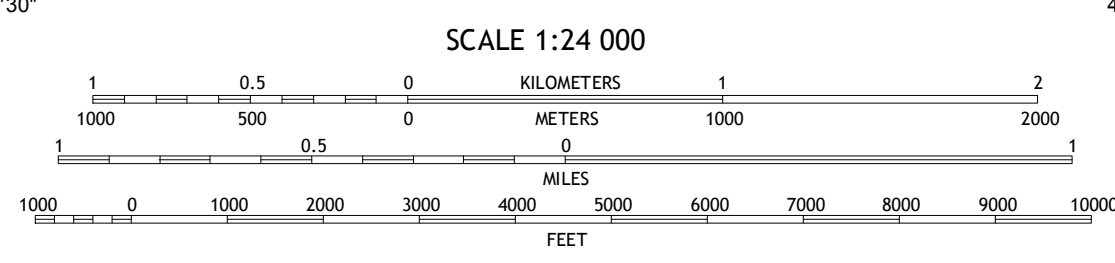 '30" 4
SCALE 1:24 000
1 0.5 0 KILOMETERS 1 2
1000 500 0 METERS 1000 2000
1 0.5 0 1
MILES
1000 0 1000 2000 3000 4000 5000 6000 7000 8000 9000 10000
FEET